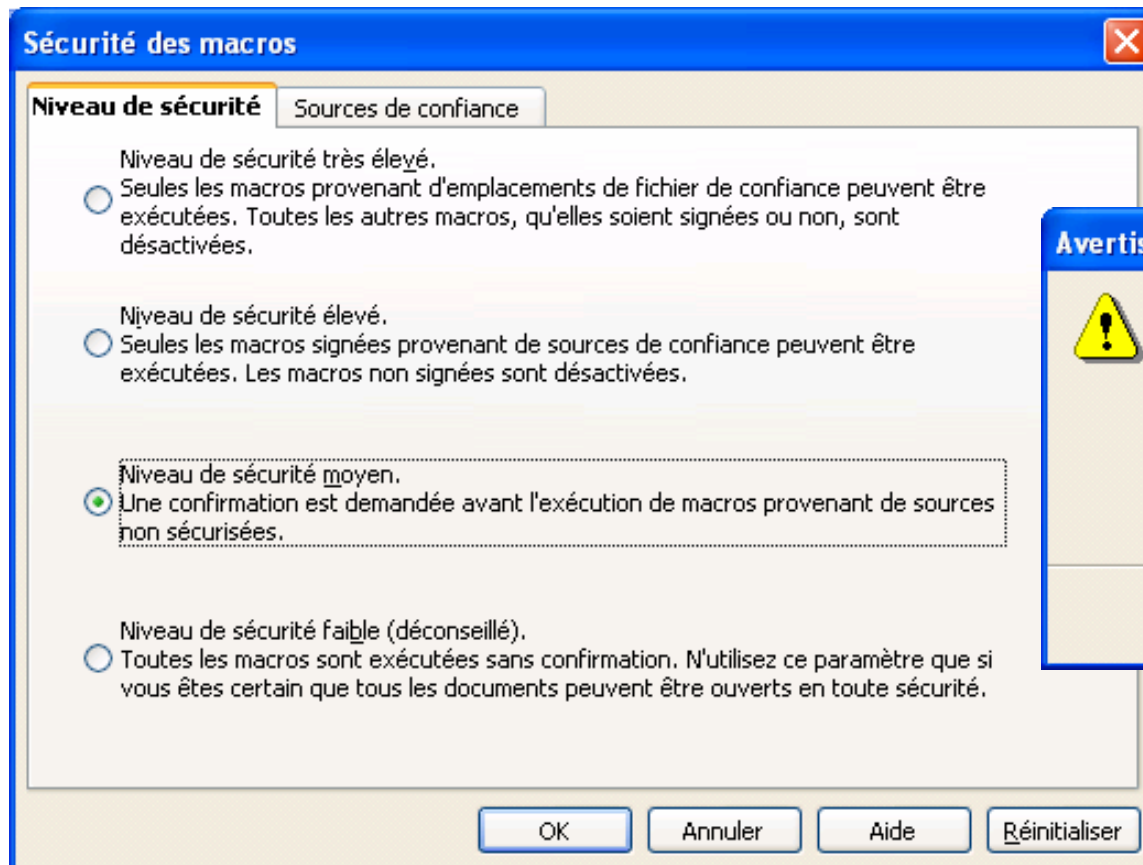 Sécurité des macros
Niveau de sécurité
Sources de confiance
Niveau de sécurité très élevé.
Seules les macros provenant d'emplacements de fichier de confiance peuvent être
exécutées. Toutes les autres macros, qu'elles soient signées ou non, sont
désactivées.
Niveau de sécurité élevé.
Seules les macros signées provenant de sources de confiance peuvent être
exécutées. Les macros non signées sont désactivées.
Niveau de sécurité moyen.
Une confirmation est demandée avant l'exécution de macros provenant de sources
non sécurisées.
Niveau de sécurité faible (déconseillé).
Toutes les macros sont exécutées sans confirmation. N'utilisez ce paramètre que si
vous êtes certain que tous les documents peuvent être ouverts en toute sécurité.
Avertis
OK
Annuler
Aide
Réinitialiser